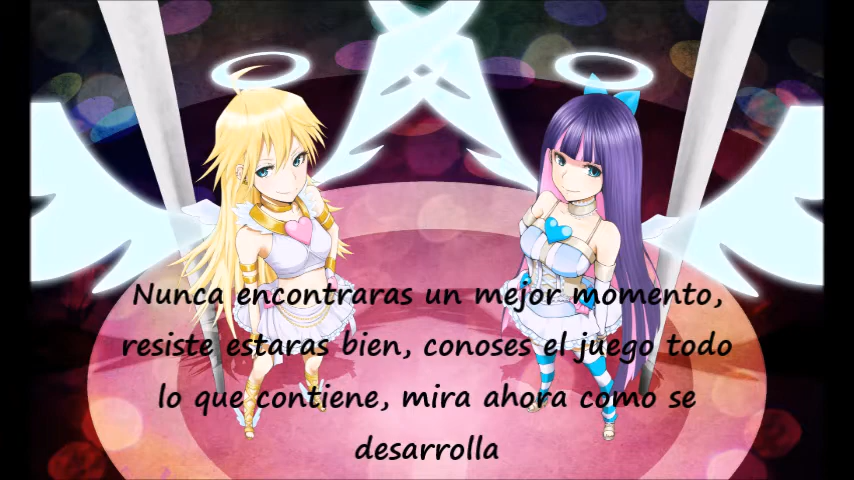 Nunca encontraras un mejor momento,
resiste estaras bien, conoses el juego todo
lo que contiene, mira ahora como se
desarrolla